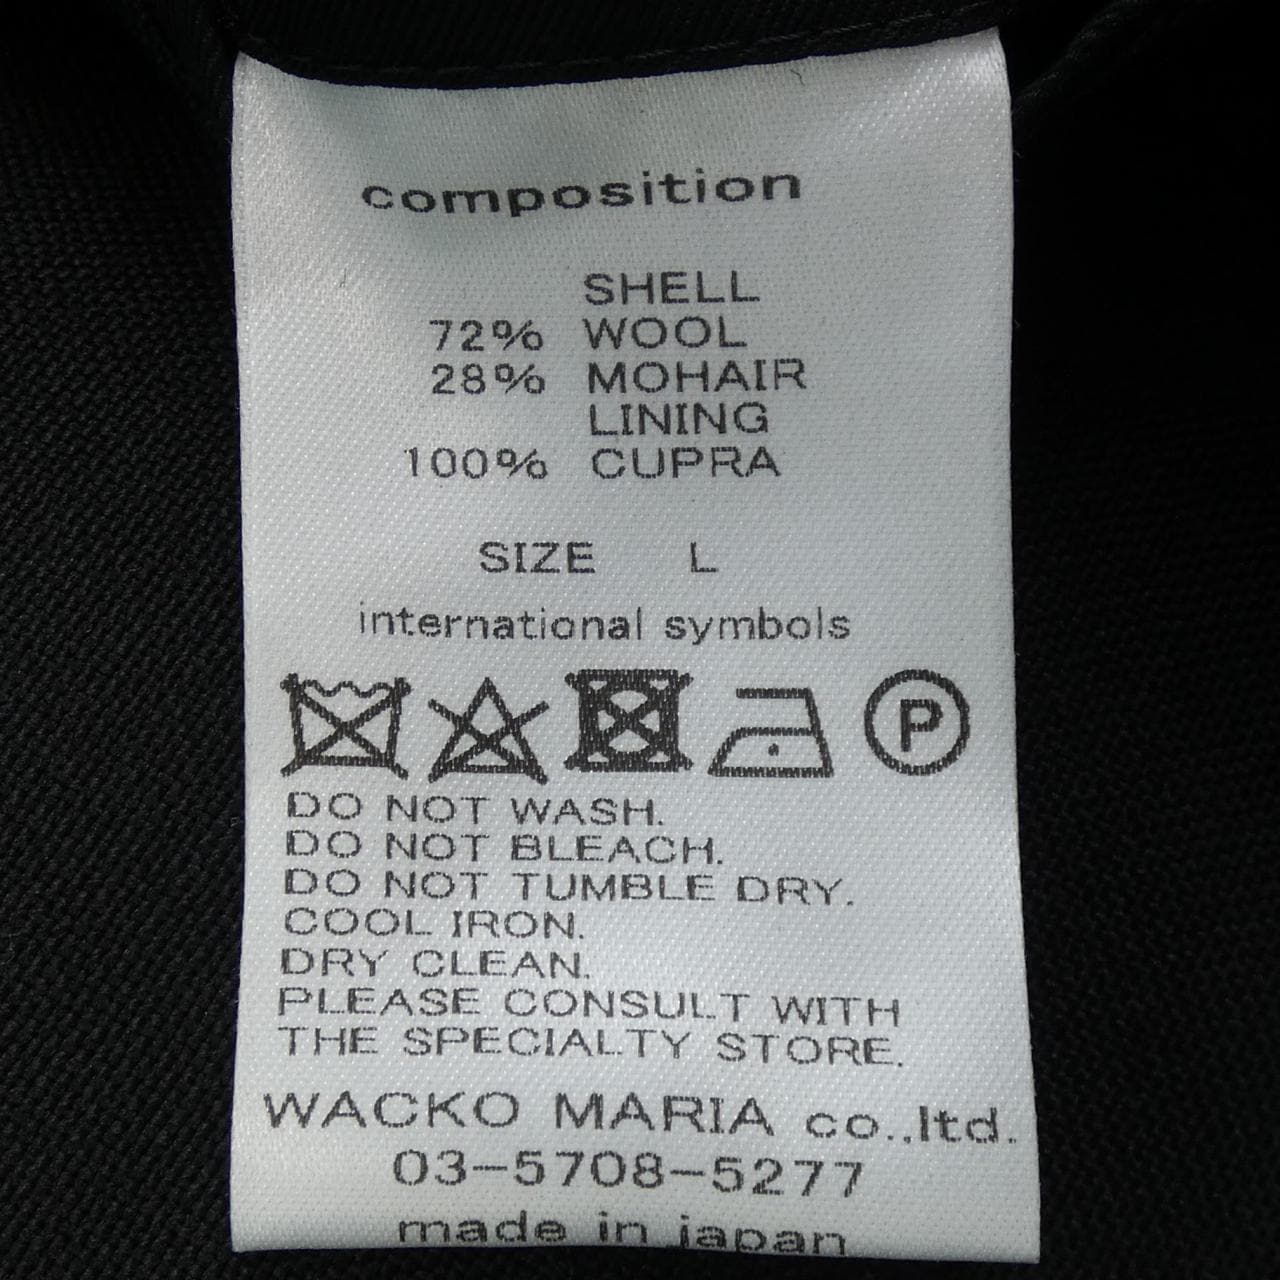 composition
SHELL
72% WOOL
28% MOHAIR
LINING
100% CUPRA
SIZE L
international symbols
P
DO NOT WASH.
DO NOT BLEACH.
DO NOT TUMBLE DRY.
COOL IRON.
DRY CLEAN.
PLEASE CONSULT WITH
THE SPECIALTY STORE.
WACKO MARIA co.,ltd.
03-5708-5277
made in japan